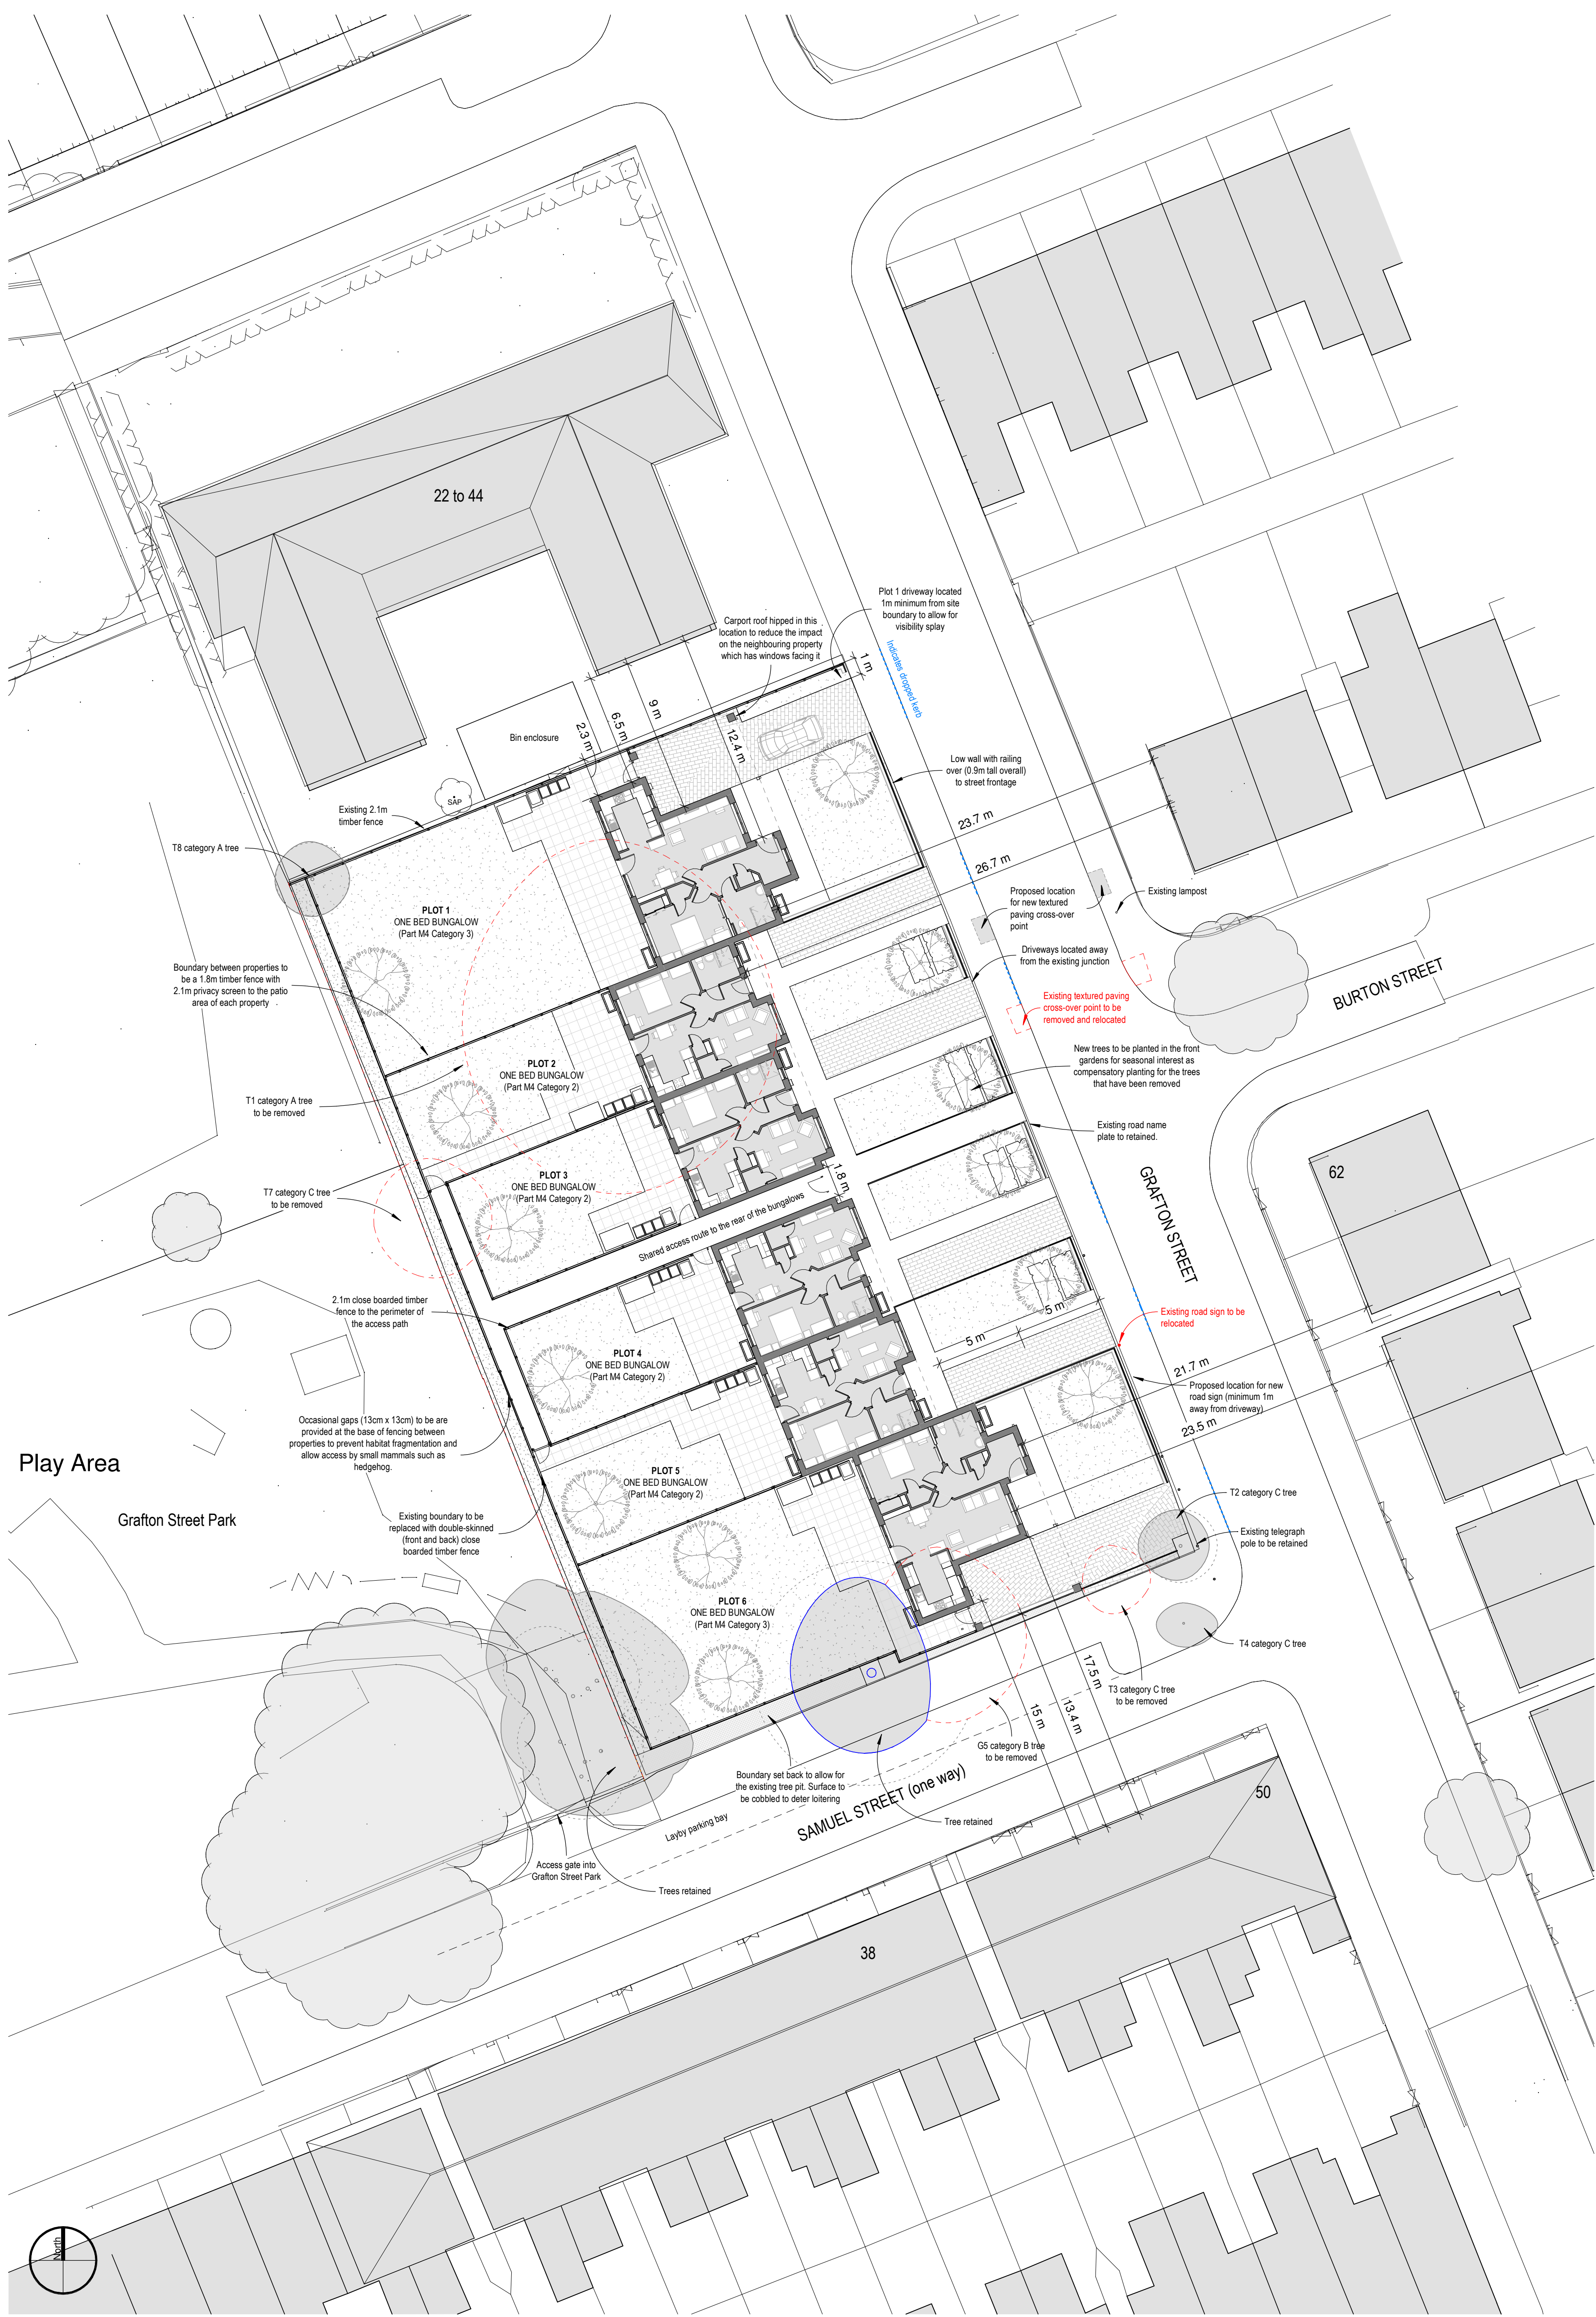 22 to 44
Plot 1 driveway located
1m minimum from site
boundary to allow for
visibility splay
Carport roof hipped in this
location to reduce the impact
on the neighbouring property
which has windows facing it
Indicates dropped kerb
1 m
9 m
6.5 m
2.3 m
12.4 m
Bin enclosure
Low wall with railing
over (0.9m tall overall)
to street frontage
SAP
Existing 2.1m
timber fence
23.7 m
T8 category A tree
26.7 m
Proposed location
for new textured
paving cross-over
point
Existing lampost
PLOT 1
ONE BED BUNGALOW
(Part M4 Category 3)
Driveways located away
from the existing junction
Boundary between properties to
be a 1.8m timber fence with
2.1m privacy screen to the patio
area of each property
BURTON STREET
Existing textured paving
cross-over point to be
removed and relocated
New trees to be planted in the front
gardens for seasonal interest as
compensatory planting for the trees
that have been removed
PLOT 2
ONE BED BUNGALOW
(Part M4 Category 2)
T1 category A tree
to be removed
Existing road name
plate to retained.
PLOT 3
ONE BED BUNGALOW
(Part M4 Category 2)
1.8 m
62
T7 category C tree
to be removed
Shared access route to the rear of the bungalows
GRAFTON STREET
2.1m close boarded timber
fence to the perimeter of
the access path
5 m
5 m
Existing road sign to be
relocated
PLOT 4
ONE BED BUNGALOW
(Part M4 Category 2)
21.7 m
Proposed location for new
road sign (minimum 1m
away from driveway)
23.5 m
Occasional gaps (13cm x 13cm) to be are
provided at the base of fencing between
properties to prevent habitat fragmentation and
allow access by small mammals such as
hedgehog.
Play Area
PLOT 5
ONE BED BUNGALOW
(Part M4 Category 2)
T2 category C tree
Grafton Street Park
Existing boundary to be
replaced with double-skinned
(front and back) close
boarded timber fence
Existing telegraph
pole to be retained
PLOT 6
ONE BED BUNGALOW
(Part M4 Category 3)
T4 category C tree
17.5 m
13.4 m
15 m
T3 category C tree
to be removed
G5 category B tree
to be removed
Boundary set back to allow for
the existing tree pit. Surface to
be cobbled to deter loitering
SAMUEL STREET (one way)
50
Layby parking bay
Tree retained
Access gate into
Grafton Street Park
Trees retained
38
North